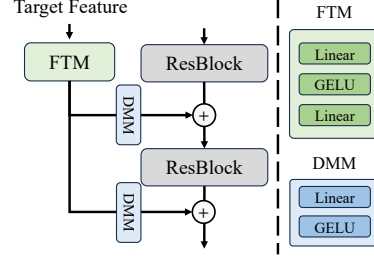 Target Feature
FTM
ResBlock
DMM
+
ResBlock
DMM
+
FTM
Linear
GELU
Linear
DMM
Linear
GELU